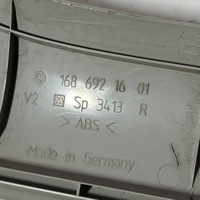 168 692 16 01
V2 Sp 3413 R
>ABS<
Made in Germany